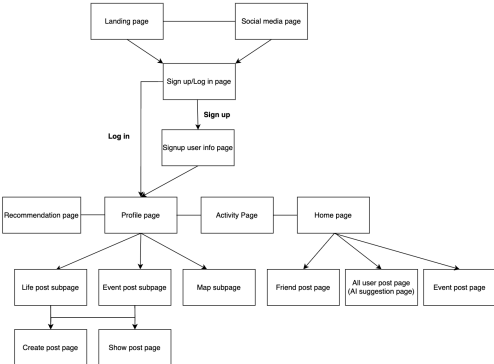 Landing page
Social media page
Sign up/Log in page
Sign up
Log in
Signup user info page
Recommendation page
Profile page
Activity Page
Home page
Life post subpage
Event post subpage
Map subpage
Friend post page
All user post page
(AI suggestion page)
Event post page
Create post page
Show post page